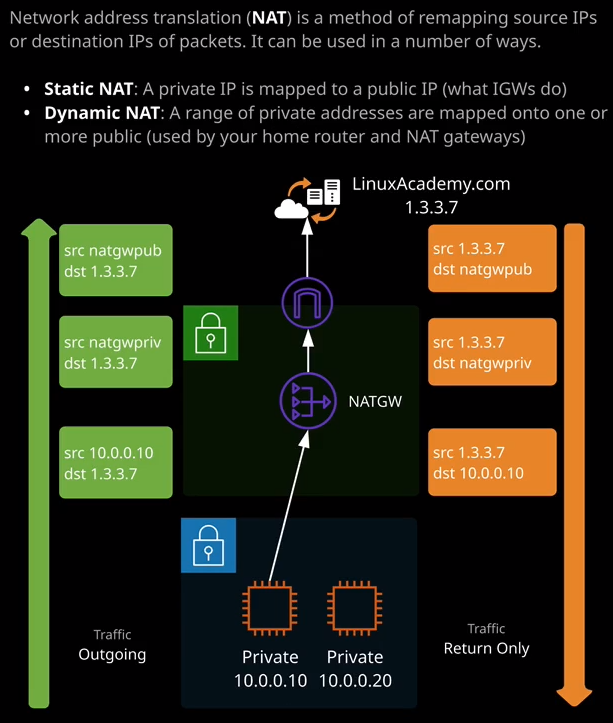 Network address translation (NAT) is a method of remapping source IPs
or destination IPs of packets. It can be used in a number of ways.
• Static NAT: A private IP is mapped to a public IP (what IGWs do)
• Dynamic NAT: A range of private addresses are mapped onto one or
more public (used by your home router and NAT gateways)
LinuxAcademy.com
1.3.3.7
src natgwpub
dst 1.3.3.7
src 1.3.3.7
dst natgwpub
src natgwpriv
dst 1.3.3.7
src 1.3.3.7
dst natgwpriv
NATGW
src 10.0.0.10
dst 1.3.3.7
src 1.3.3.7
dst 10.0.0.10
Traffic
Outgoing
Private
10.0.0.10
Private
10.0.0.20
Traffic
Return Only